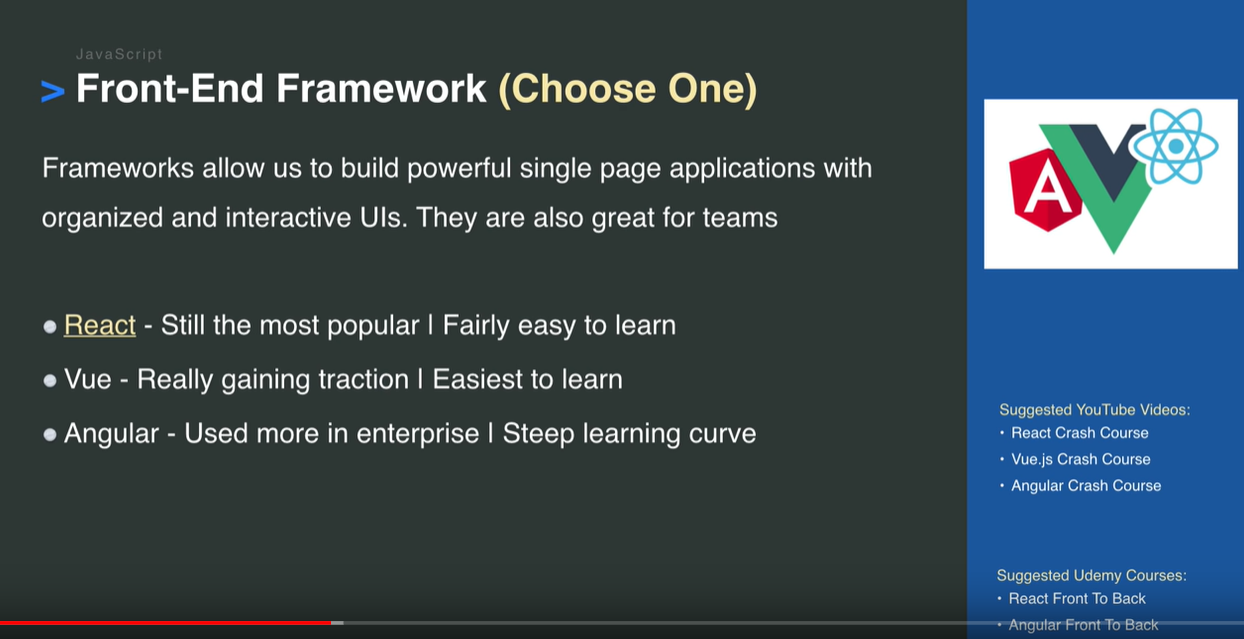 JavaScript
> Front-End Framework (Choose One)
Frameworks allow us to build powerful single page applications with
organized and interactive UIs. They are also great for teams
React - Still the most popular | Fairly easy to learn
Vue - Really gaining traction | Easiest to learn
Angular - Used more in enterprise | Steep learning curve
A
Suggested YouTube Videos:
• React Crash Course
• Vue.js Crash Course
• Angular Crash Course
Suggested Udemy Courses:
• React Front To Back
• Angular Front To Back